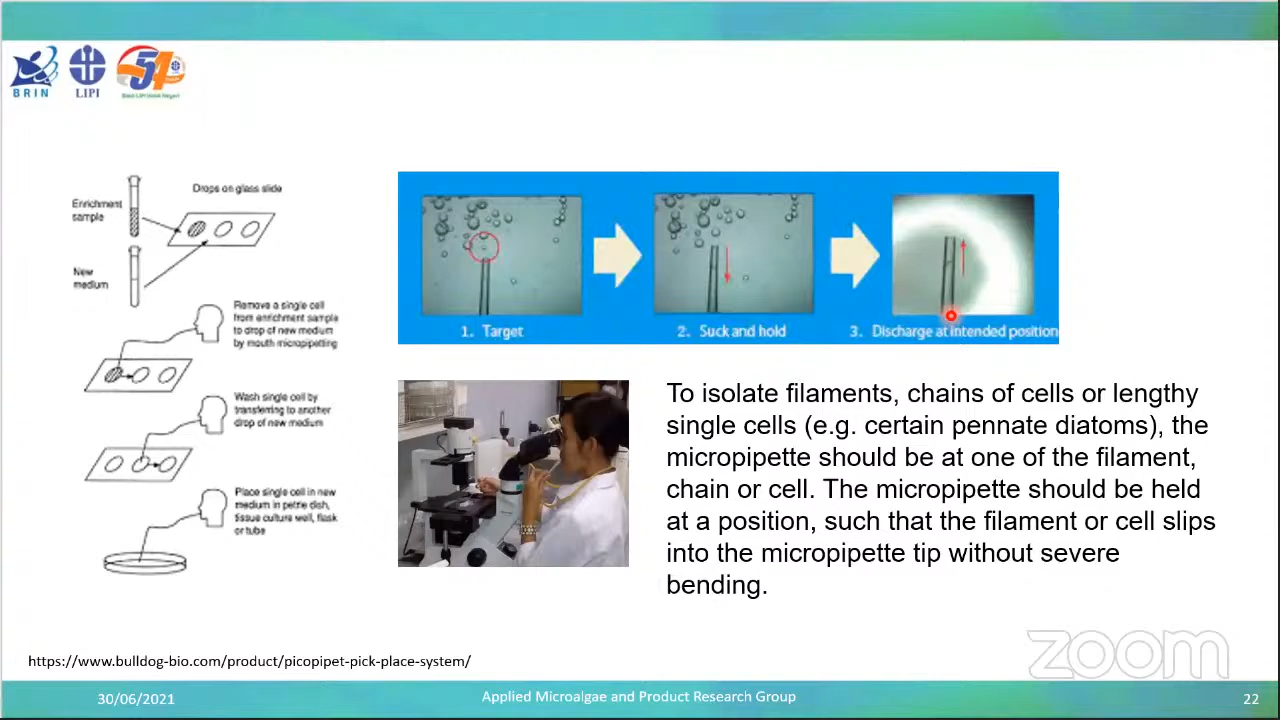 BRIN
LIPI
Drops on glass slide
Enrichment
sample
New
medium
Remove a single cell
from enrichment sample
to drop of new medium
by mouth micropipetting
Wash single cell by
transferring to another
drop of new medium
Place single cell in new
medium in petrie dish,
tissue culture well, flask
or tube
1. Target
2. Suck and hold
3. Discharge at intended position
To isolate filaments, chains of cells or lengthy
single cells (e.g. certain pennate diatoms), the
micropipette should be at one of the filament,
chain or cell. The micropipette should be held
at a position, such that the filament or cell slips
into the micropipette tip without severe
bending.
https://www.bulldog-bio.com/product/picopipet-pick-place-system/
zoom
30/06/2021
Applied Microalgae and Product Research Group
22